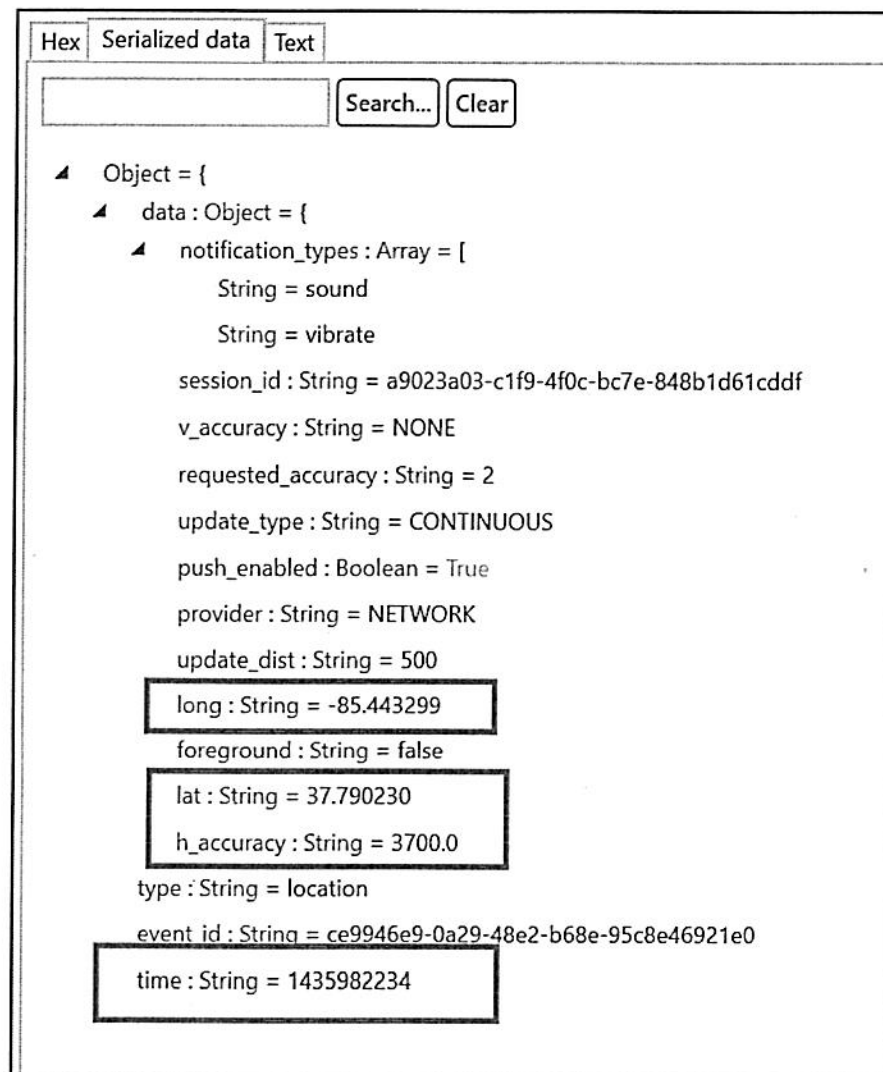 Hex Serialized data Text
Search... Clear
Object = {
data : Object = {
notification_types : Array = [
String = sound
String = vibrate
session_id : String = a9023a03-c1f9-4f0c-bc7e-848b1d61cddf
v_accuracy : String = NONE
requested_accuracy : String = 2
update_type : String = CONTINUOUS
push_enabled : Boolean = True
provider : String = NETWORK
update_dist : String = 500
long : String = -85.443299
foreground : String = false
lat : String = 37.790230
h_accuracy : String = 3700.0
type : String = location
event_id : String = ce9946e9-0a29-48e2-b68e-95c8e46921e0
time : String = 1435982234